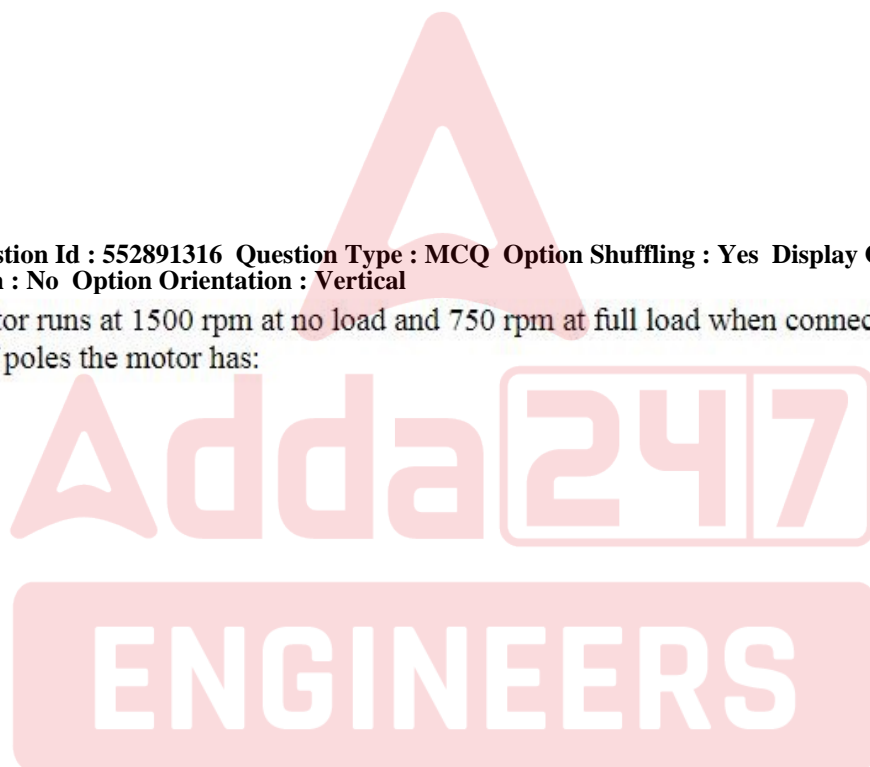 stion Id : 552891316 Question Type : MCQ Option Shuffling : Yes Display
: No Option Orientation : Vertical
tor runs at 1500 rpm at no load and 750 rpm at full load when connec
poles the motor has:
Adda247
ENGINEERS